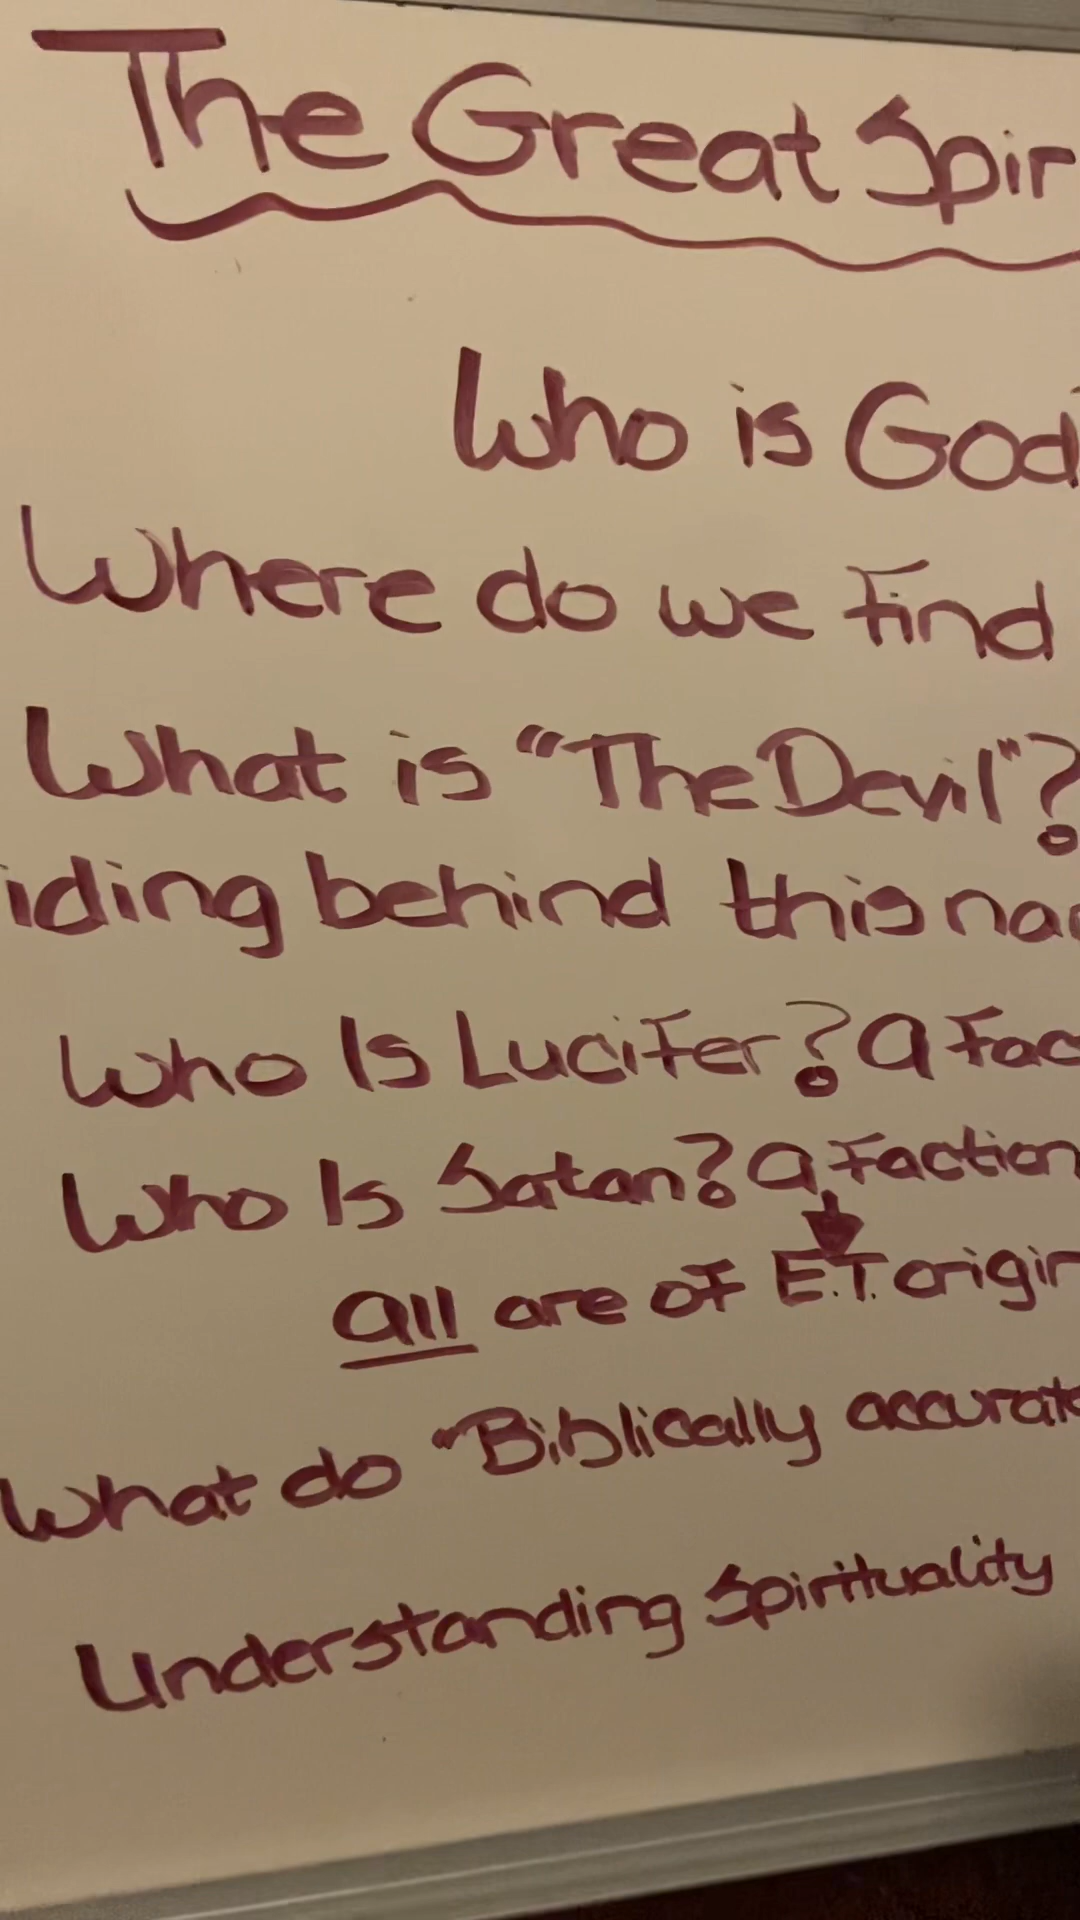 The Great Spir
Who is God
Where do we find
What is "The Devil"?
iding behind this na
Who Is Lucifer? a fac
Who Is Satan? a faction
all are of E.T. origin
What do "Biblically accurate
Understanding Spirituality